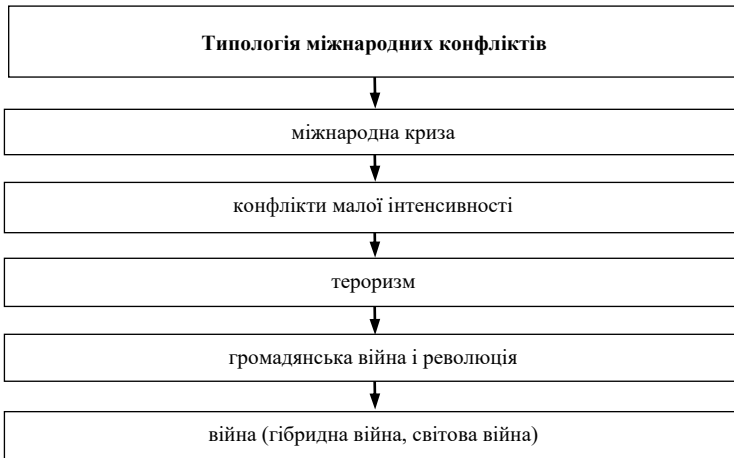 Типологія міжнародних конфліктів
міжнародна криза
конфлікти малої інтенсивності
тероризм
громадянська війна і революція
війна (гібридна війна, світова війна)